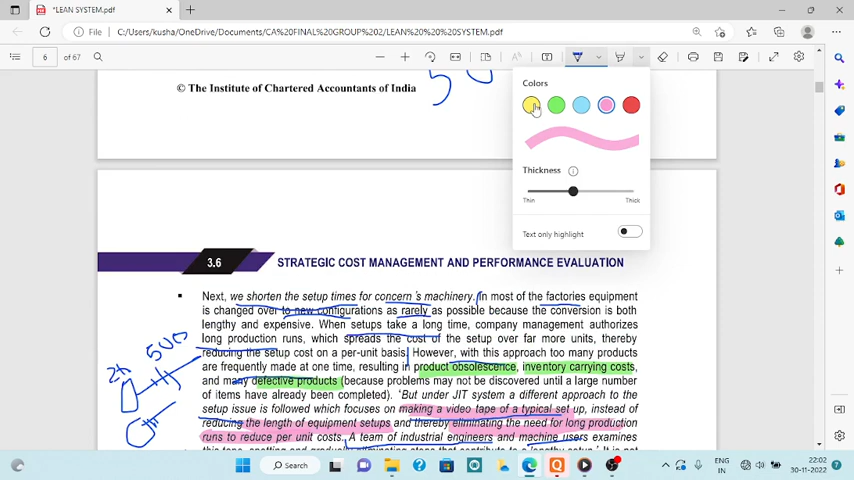 *LEAN SYSTEM.pdf
File
C:/Users/kusha/OneDrive/Documents/CA%20FINAL%20GROUP%202/LEAN%20%20%20SYSTEM.pdf
6
of 67
Colors
Thickness
Thin
Thick
Text only highlight
50
© The Institute of Chartered Accountants of India
3.6
STRATEGIC COST MANAGEMENT AND PERFORMANCE EVALUATION
Next, we shorten the setup times for concern's machinery. In most of the factories equipment
is changed over to new configurations as rarely as possible because the conversion is both
lengthy and expensive. When setups take a long time, company management authorizes
long production runs, which spreads the cost of the setup over far more units, thereby
reducing the setup cost on a per-unit basis. However, with this approach too many products
are frequently made at one time, resulting in product obsolescence, inventory carrying costs,
and many defective products (because problems may not be discovered until a large number
of items have already been completed). 'But under JIT system a different approach to the
setup issue is followed which focuses on making a video tape of a typical set up, instead of
reducing the length of equipment setups and thereby eliminating the need for long production
runs to reduce per unit costs. A team of industrial engineers and machine users examines
500
Search
ENG
IN
22:02
30-11-2022